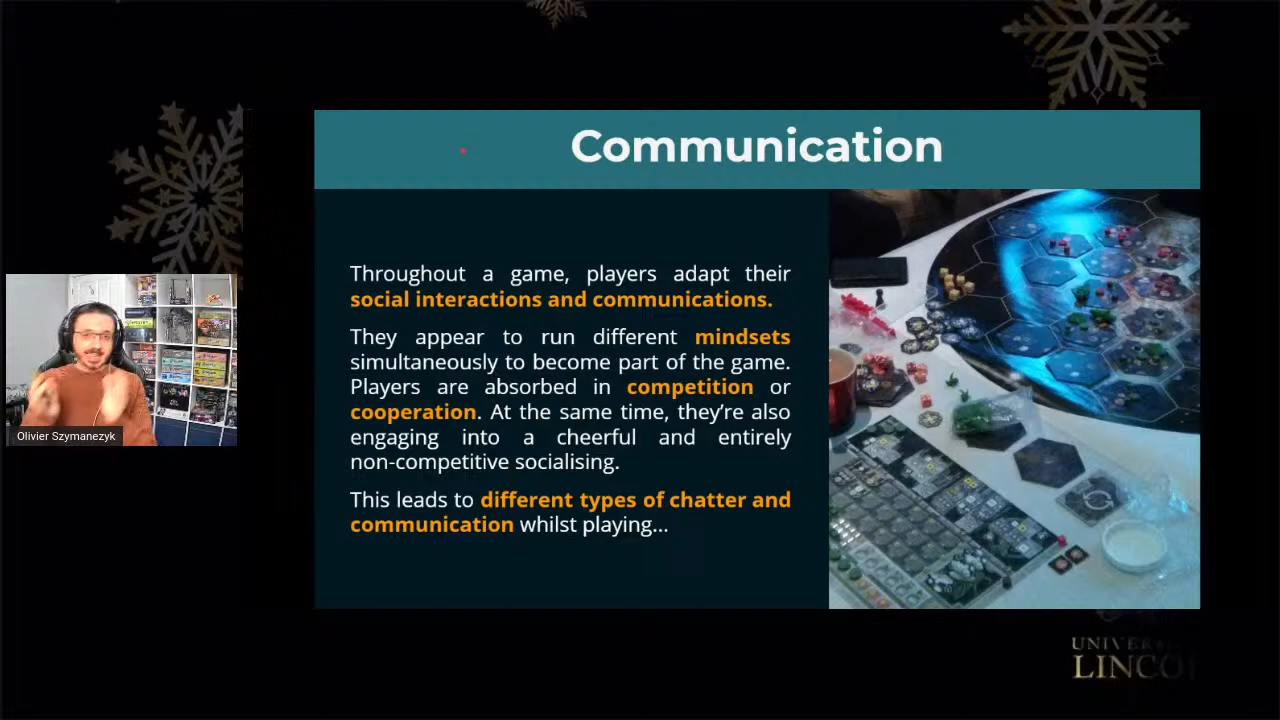 Communication
Throughout a game, players adapt their
social interactions and communications.
They appear to run different mindsets
simultaneously to become part of the game.
Players are absorbed in competition or
cooperation. At the same time, they're also
engaging into a cheerful and entirely
non-competitive socialising.
This leads to different types of chatter and
communication whilst playing...
Olivier Szymanezyk